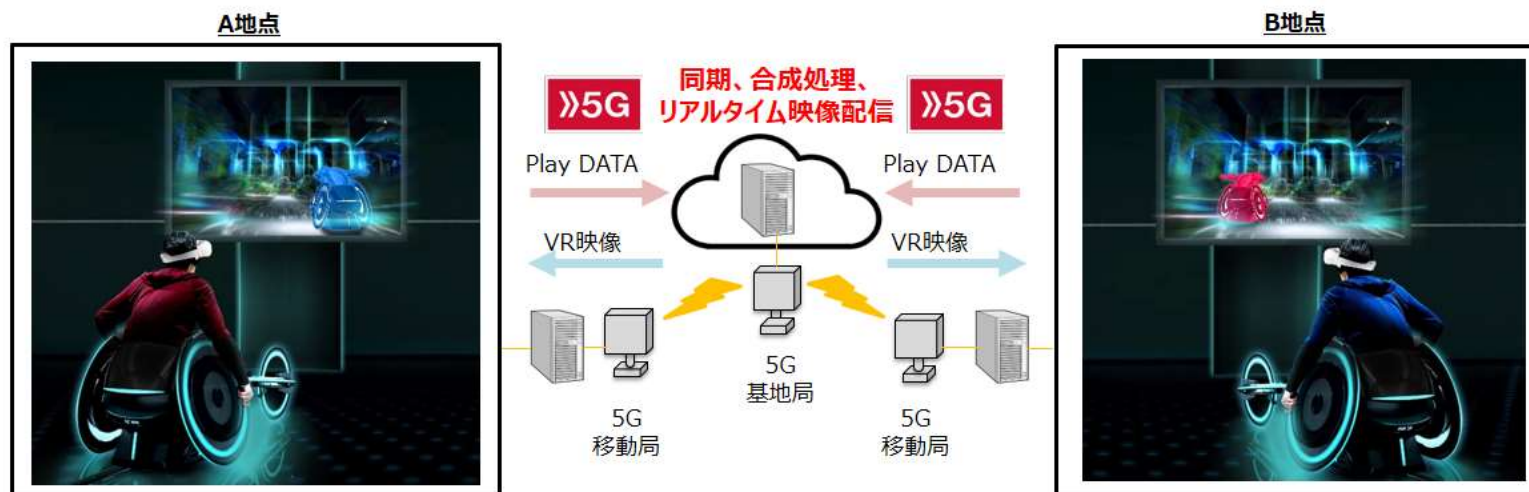 A地点
B地点
同期、合成処理、
リアルタイム映像配信
》5G
》5G
Play DATA
Play DATA
VR映像
VR映像
5G
基地局
5G
移動局
5G
移動局